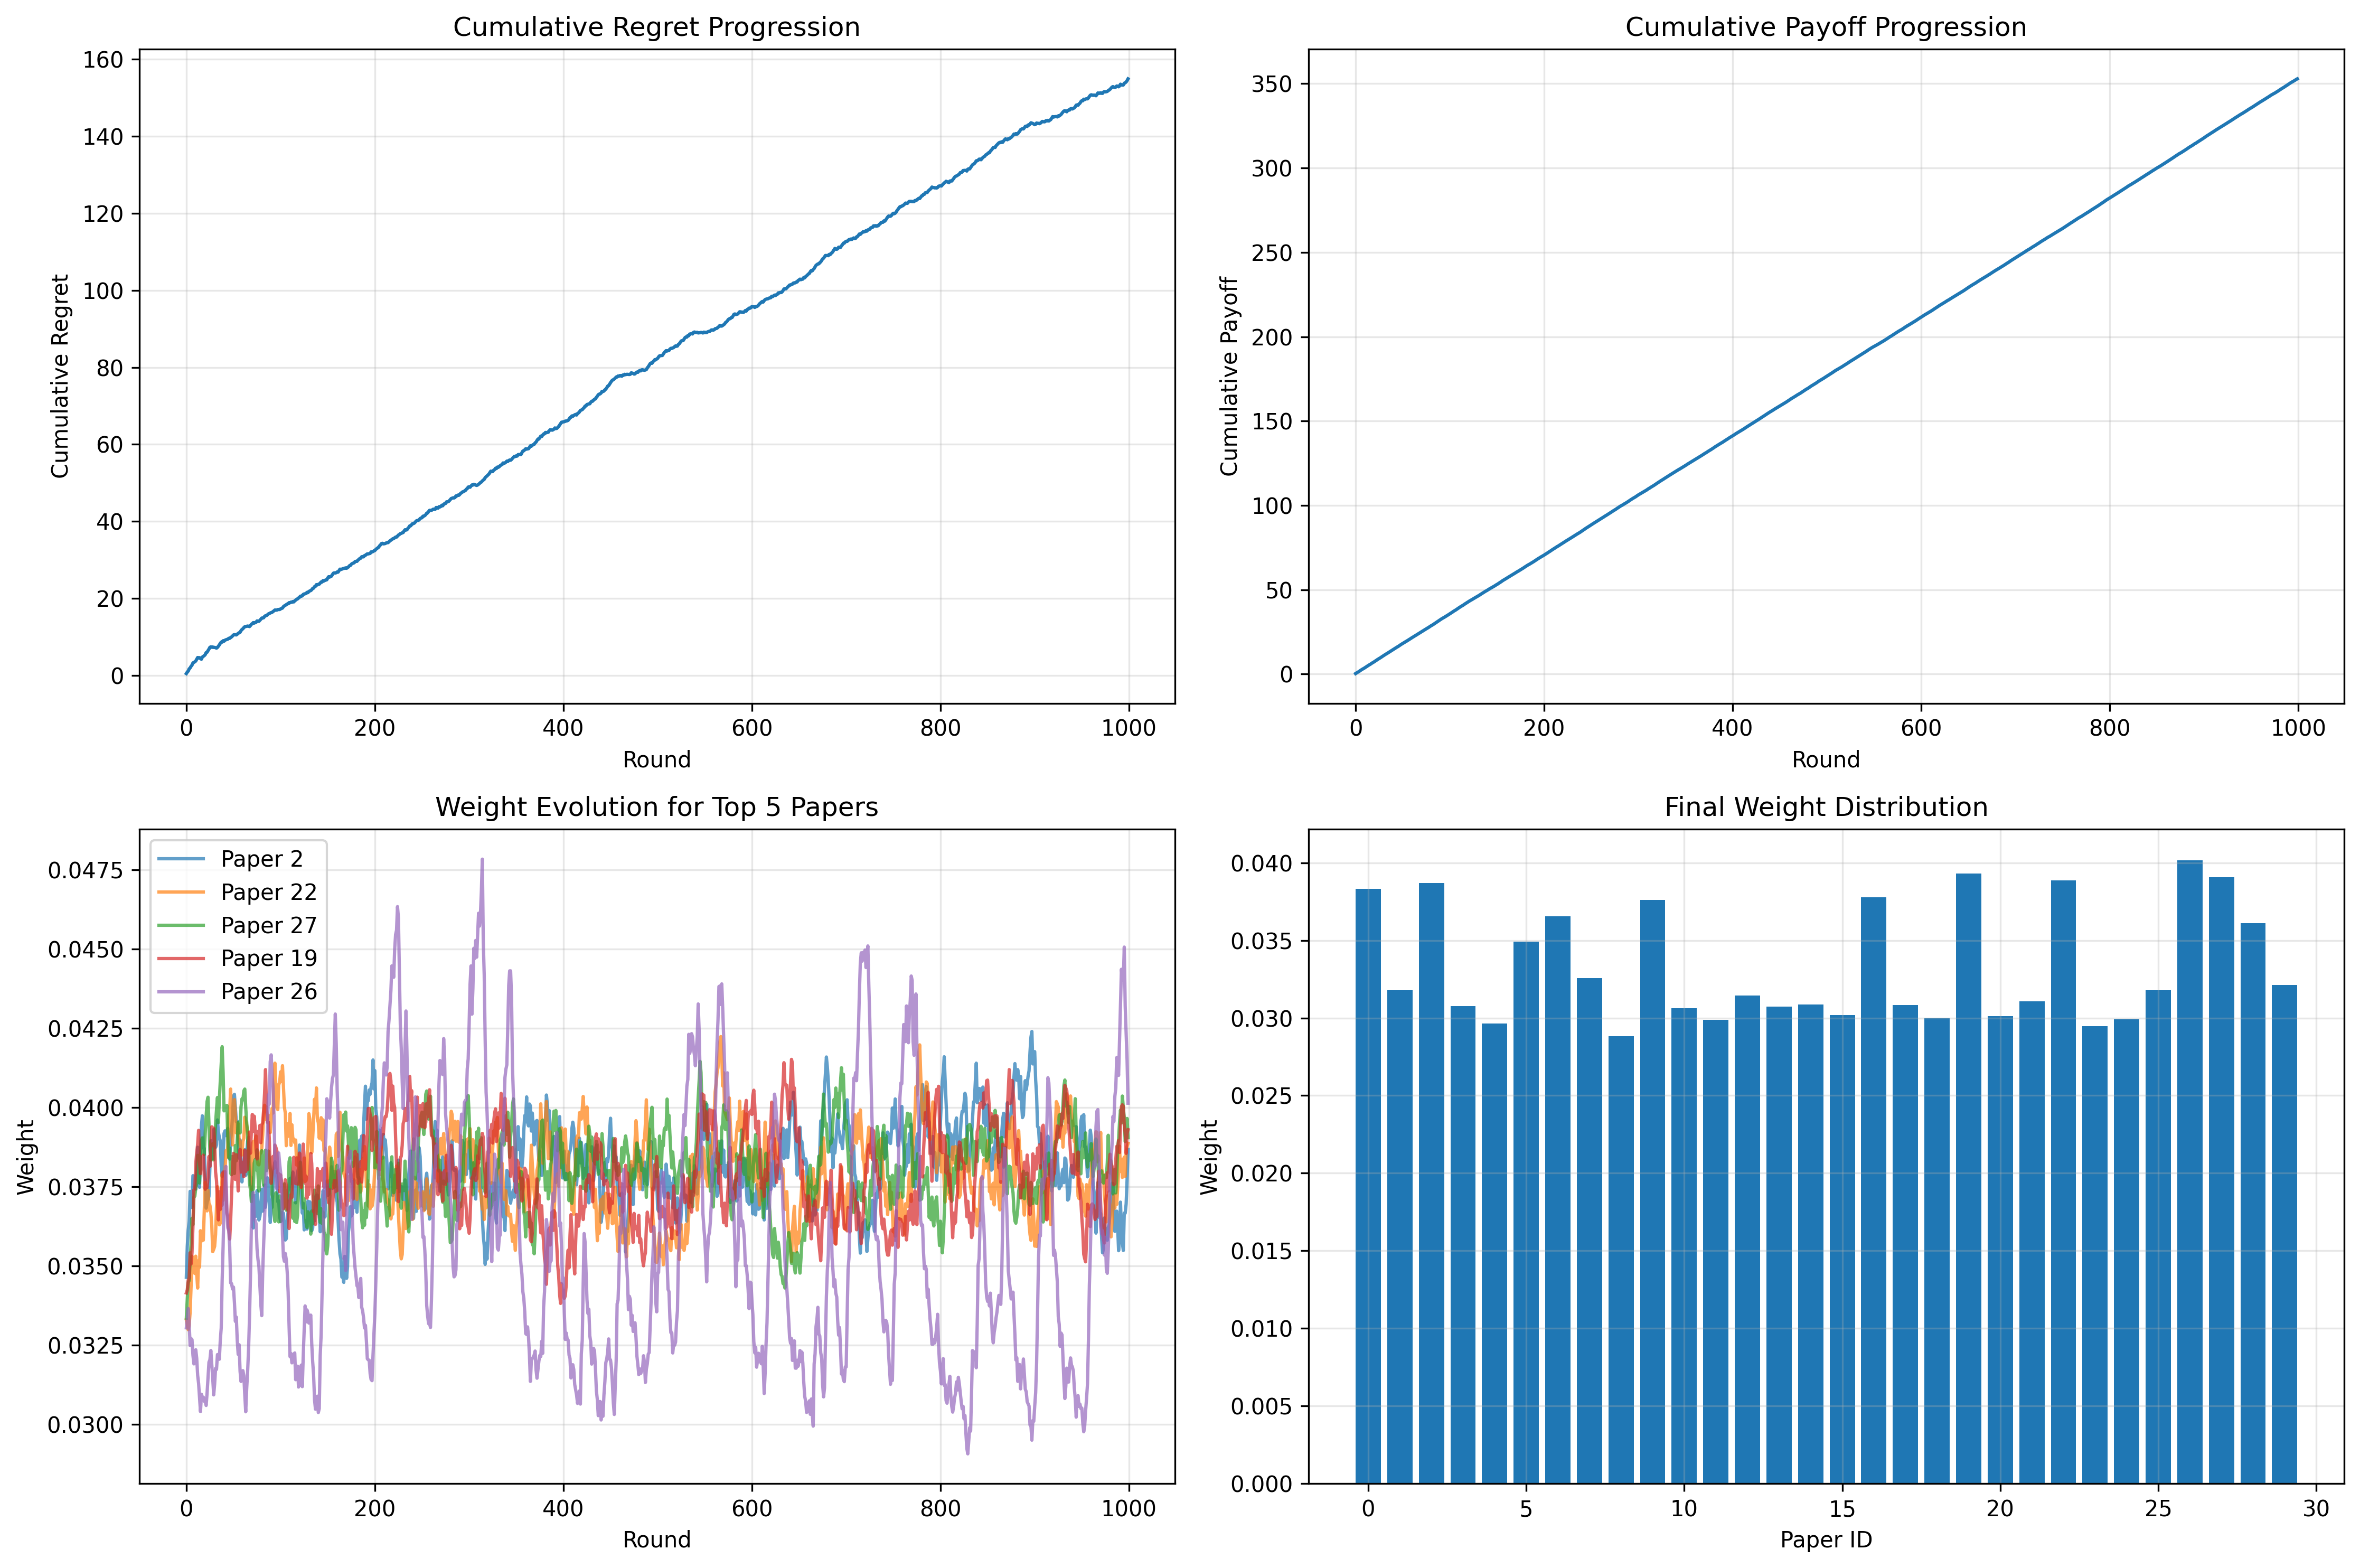 Cumulative Regret Progression
Cumulative Regret
160
140
120
100
80
60
40
20
0
0 200 400 600 800 1000
Round
Cumulative Payoff Progression
Cumulative Payoff
350
300
250
200
150
100
50
0
0 200 400 600 800 1000
Round
Weight Evolution for Top 5 Papers
Weight
0.0475
0.0450
0.0425
0.0400
0.0375
0.0350
0.0325
0.0300
Paper 2
Paper 22
Paper 27
Paper 19
Paper 26
0 200 400 600 800 1000
Round
Final Weight Distribution
Weight
0.040
0.035
0.030
0.025
0.020
0.015
0.010
0.005
0.000
0 5 10 15 20 25 30
Paper ID